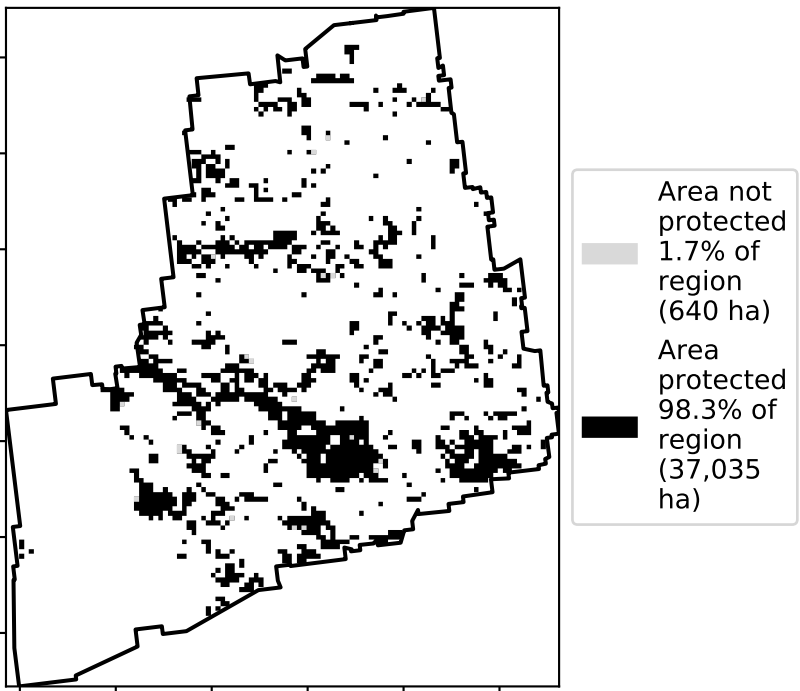 Area not
protected
1.7% of
region
(640 ha)
Area
protected
98.3% of
region
(37,035
ha)